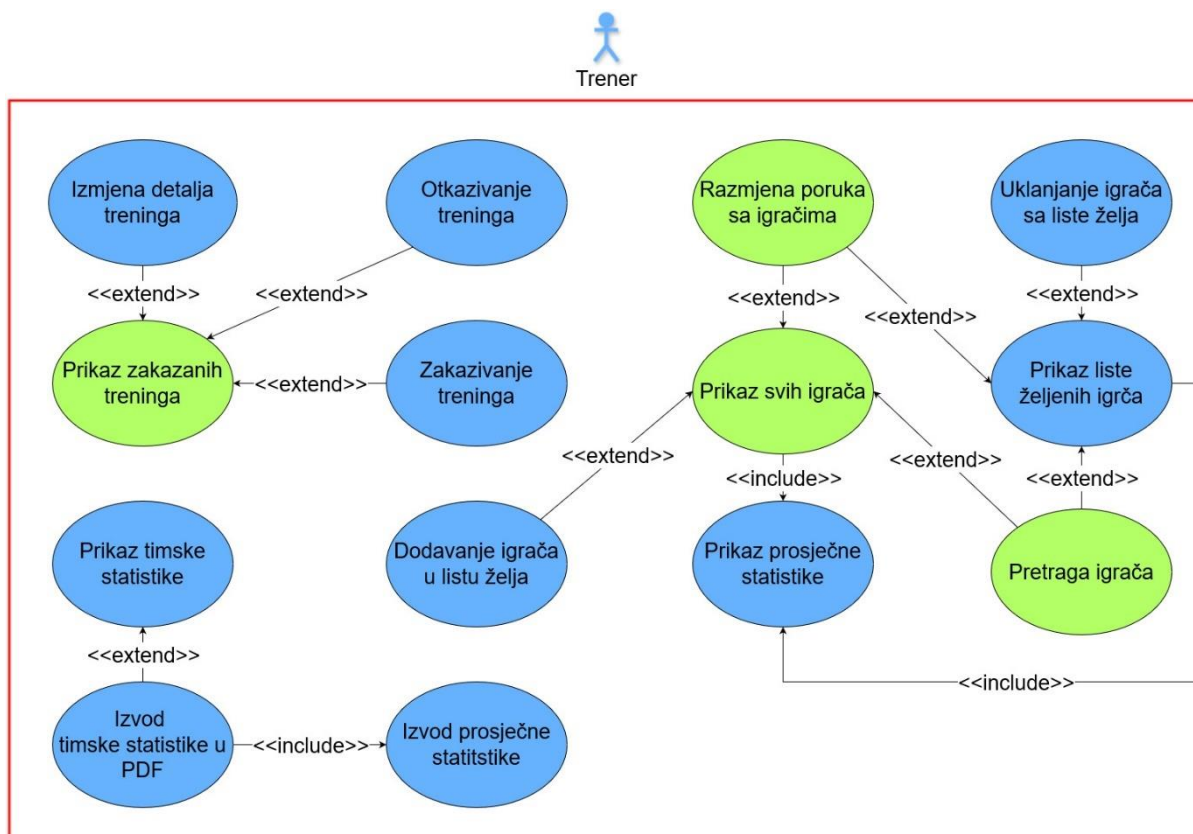 Trener
Izmjena detalja
treninga
Otkazivanje
treninga
Razmjena poruka
sa igračima
Uklanjanje igrača
sa liste želja
<<extend>>
<<extend>>
<<extend>>
<<extend>>
<<extend>>
Prikaz zakazanih
treninga
<<extend>>
Zakazivanje
treninga
Prikaz svih igrača
Prikaz liste
željenih igrča
<<extend>>
<<include>>
<<extend>>
<<extend>>
Prikaz timske
statistike
Dodavanje igrača
u listu želja
Prikaz prosječne
statistike
Pretraga igrača
<<extend>>
<<include>>
Izvod
timske statistike u
PDF
<<include>>
Izvod prosječne
statitstike